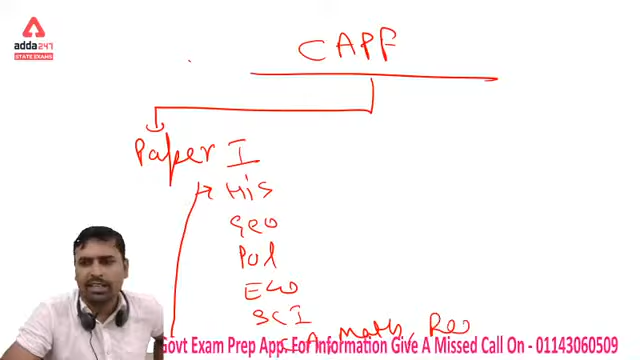 adda247
STATE EXAMS
CAPF
Paper I
His
Geo
Pol
Eco
SCI
C.A, Math, Rea
Govt Exam Prep App. For Information Give A Missed Call On - 01143060509